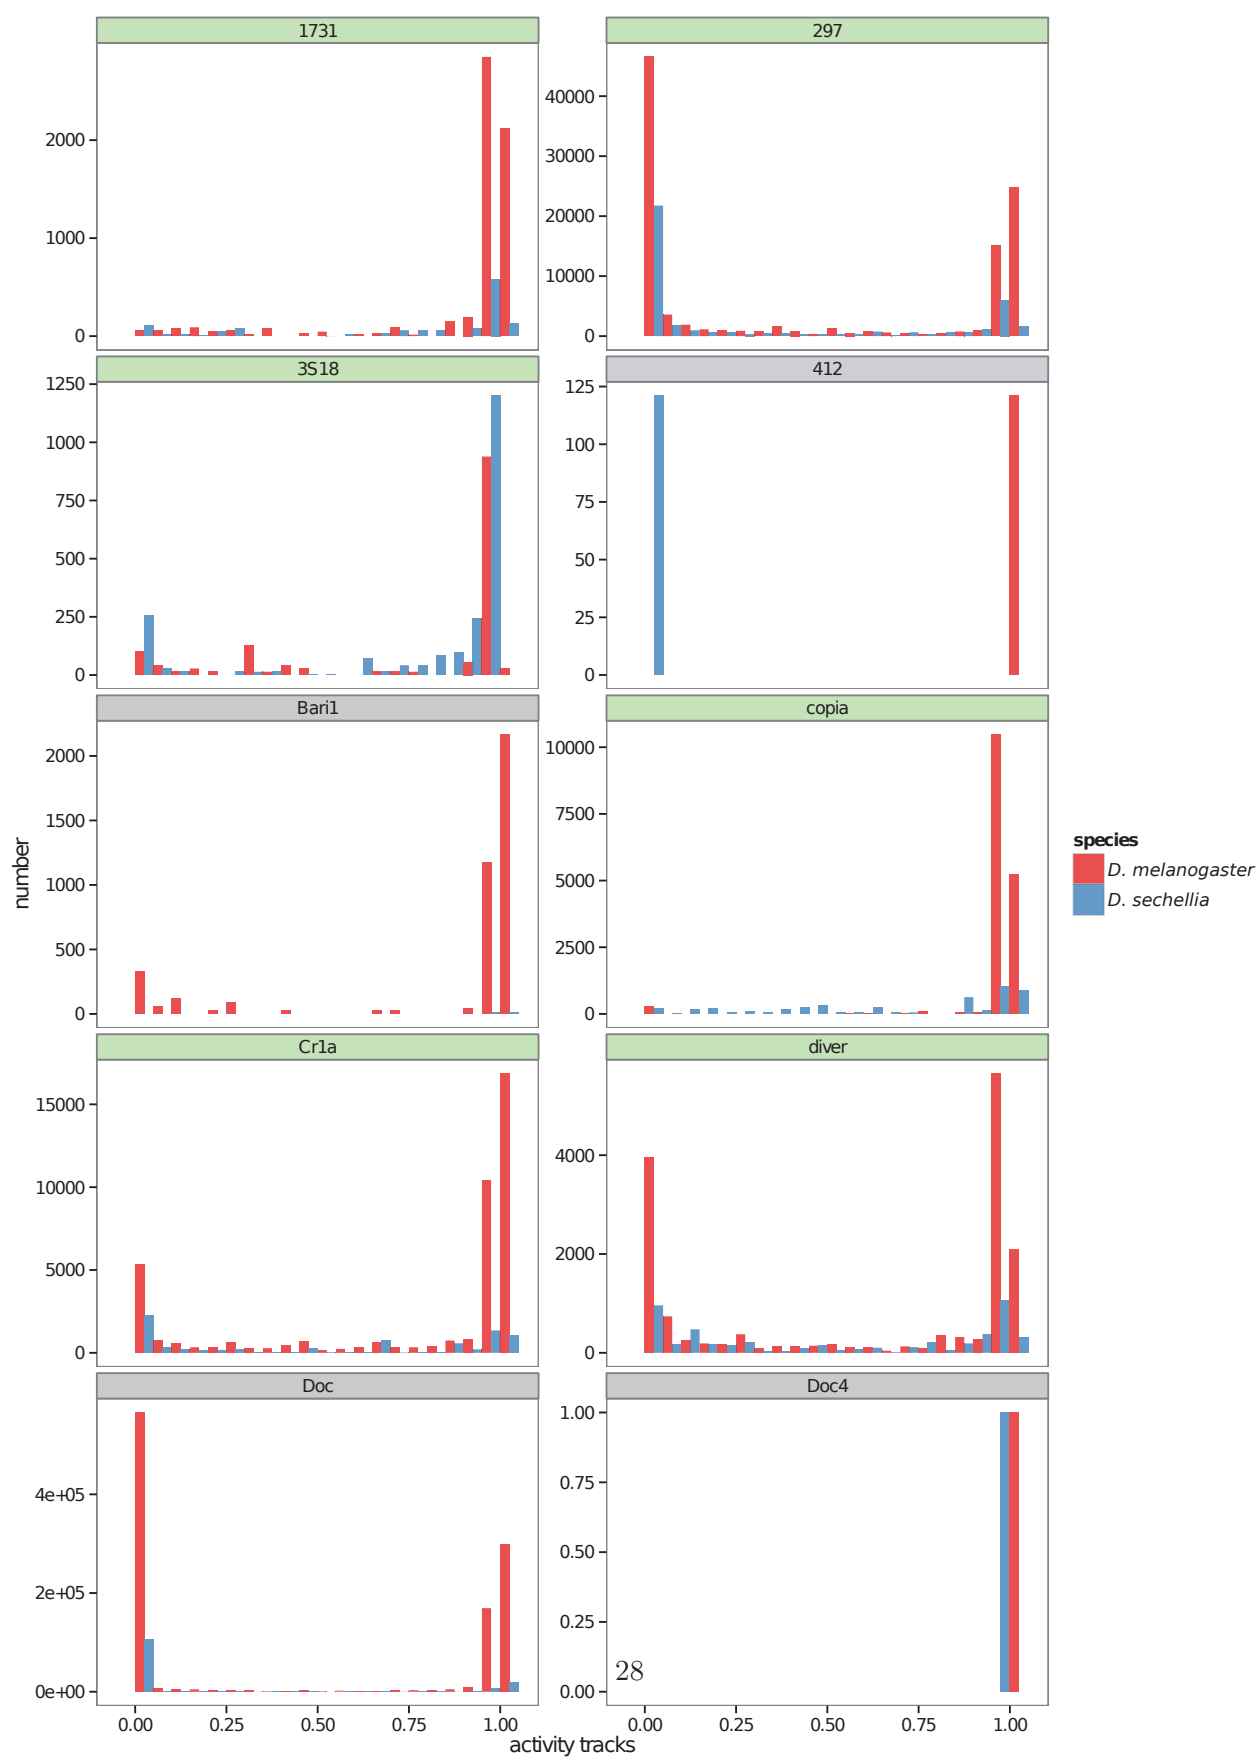 1731
297
2000
1000
0
40000
30000
20000
10000
0
3S18
412
1250
1000
750
500
250
0
125
100
75
50
25
0
Bari1
copia
2000
1500
1000
500
0
10000
7500
5000
2500
0
number
species
D. melanogaster
D. sechellia
Cr1a
diver
15000
10000
5000
0
4000
2000
0
Doc
Doc4
4e+05
2e+05
0e+00
1.00
0.75
0.50
0.25
0.00
28
0.00 0.25 0.50 0.75 1.00
0.00 0.25 0.50 0.75 1.00
activity tracks